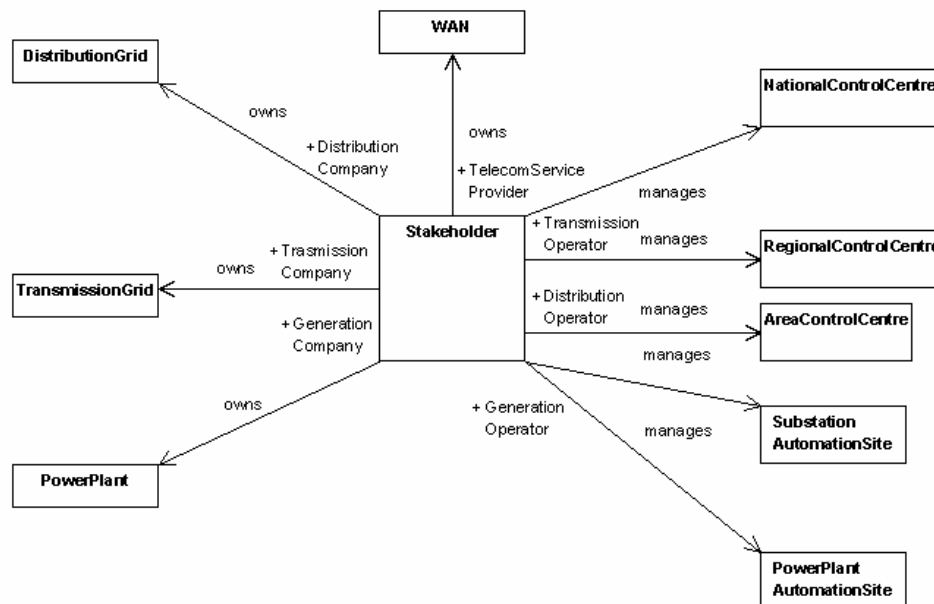 WAN
DistributionGrid
NationalControlCentre
owns
owns
+ Distribution
Company
+ TelecomService
Provider
manages
Stakeholder
+ Transmission
Operator
manages
RegionalControlCentre
+ Trasmission
Company
owns
TransmissionGrid
+ Distribution
Operator
manages
AreaControlCentre
+ Generation
Company
manages
owns
+ Generation
Operator
manages
Substation
AutomationSite
PowerPlant
PowerPlant
AutomationSite